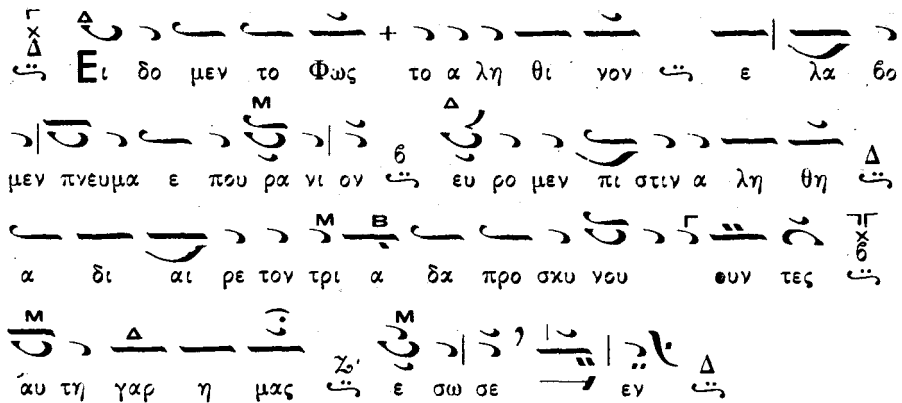 Ει δο μεν το Φως το α λη θι νον ε λα βο
μεν πνευμα ε που ρα νι ον ευ ρο μεν πι στιν α λη θη
α δι αι ρε τον τρι α δα προ σκυ νου ουν τες
αυ τη γαρ η μας ε σω σε εν